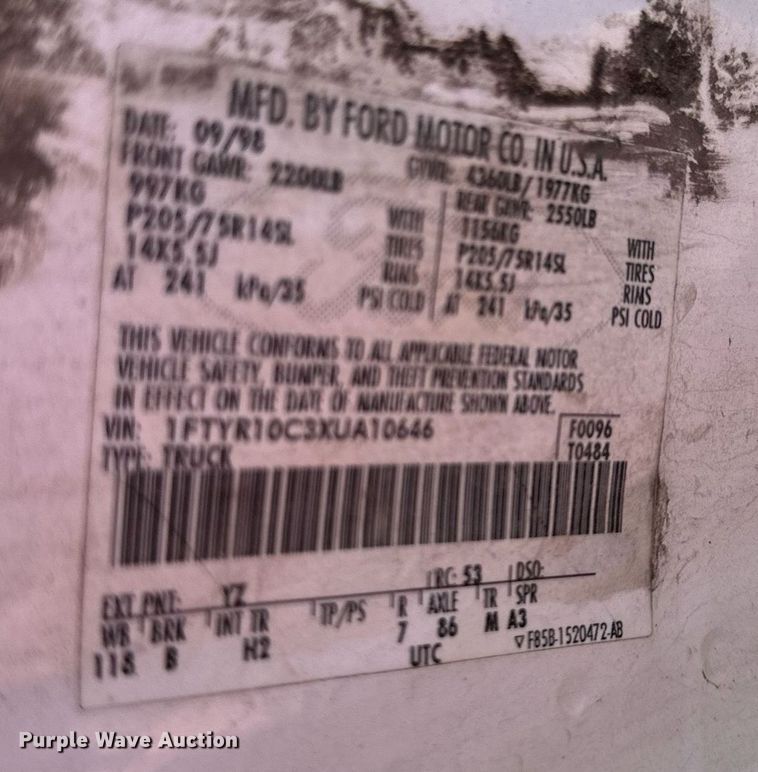 MFD. BY FORD MOTOR CO. IN U.S.A.
DATE: 09/98 GVWR: 4360LB/1977KG
FRONT GAWR: 2200LB REAR GAWR: 2550LB
997KG 1156KG
P205/75R14SL WITH TIRES P205/75R14SL WITH TIRES
14X5.5J RIMS 14X5.5J RIMS
AT 241 kPa/35 PSI COLD AT 241 kPa/35 PSI COLD
THIS VEHICLE CONFORMS TO ALL APPLICABLE FEDERAL MOTOR
VEHICLE SAFETY, BUMPER, AND THEFT PREVENTION STANDARDS
IN EFFECT ON THE DATE OF MANUFACTURE SHOWN ABOVE.
VIN: 1FTYR10C3XUA10646 F0096
TYPE: TRUCK T0484
EXT PNT: YZ RC: 53 DSO:
WB BRK INT TR TP/PS R AXLE TR SPR
118 B H2 7 86 M A3
UTC ▽F85B-1520472-AB
Purple Wave Auction